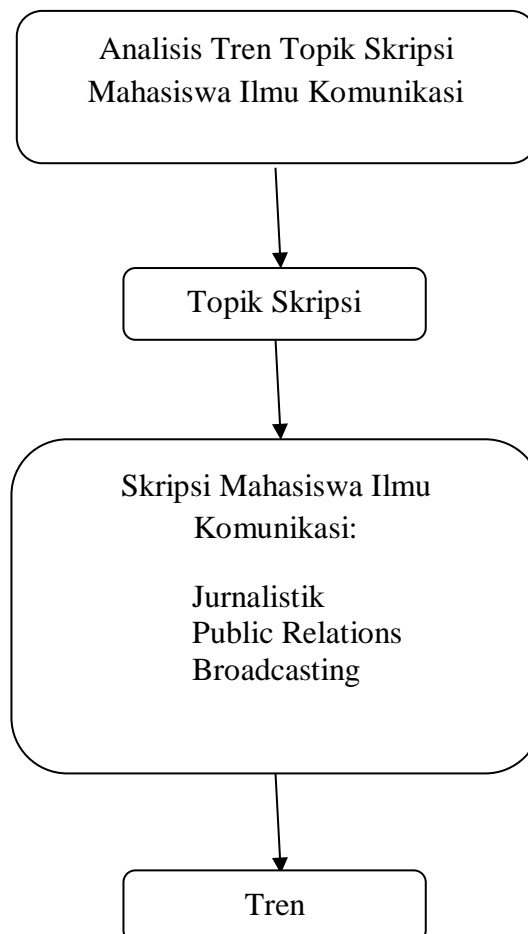 Analisis Tren Topik Skripsi
Mahasiswa Ilmu Komunikasi
Topik Skripsi
Skripsi Mahasiswa Ilmu
Komunikasi:
Jurnalistik
Public Relations
Broadcasting
Tren